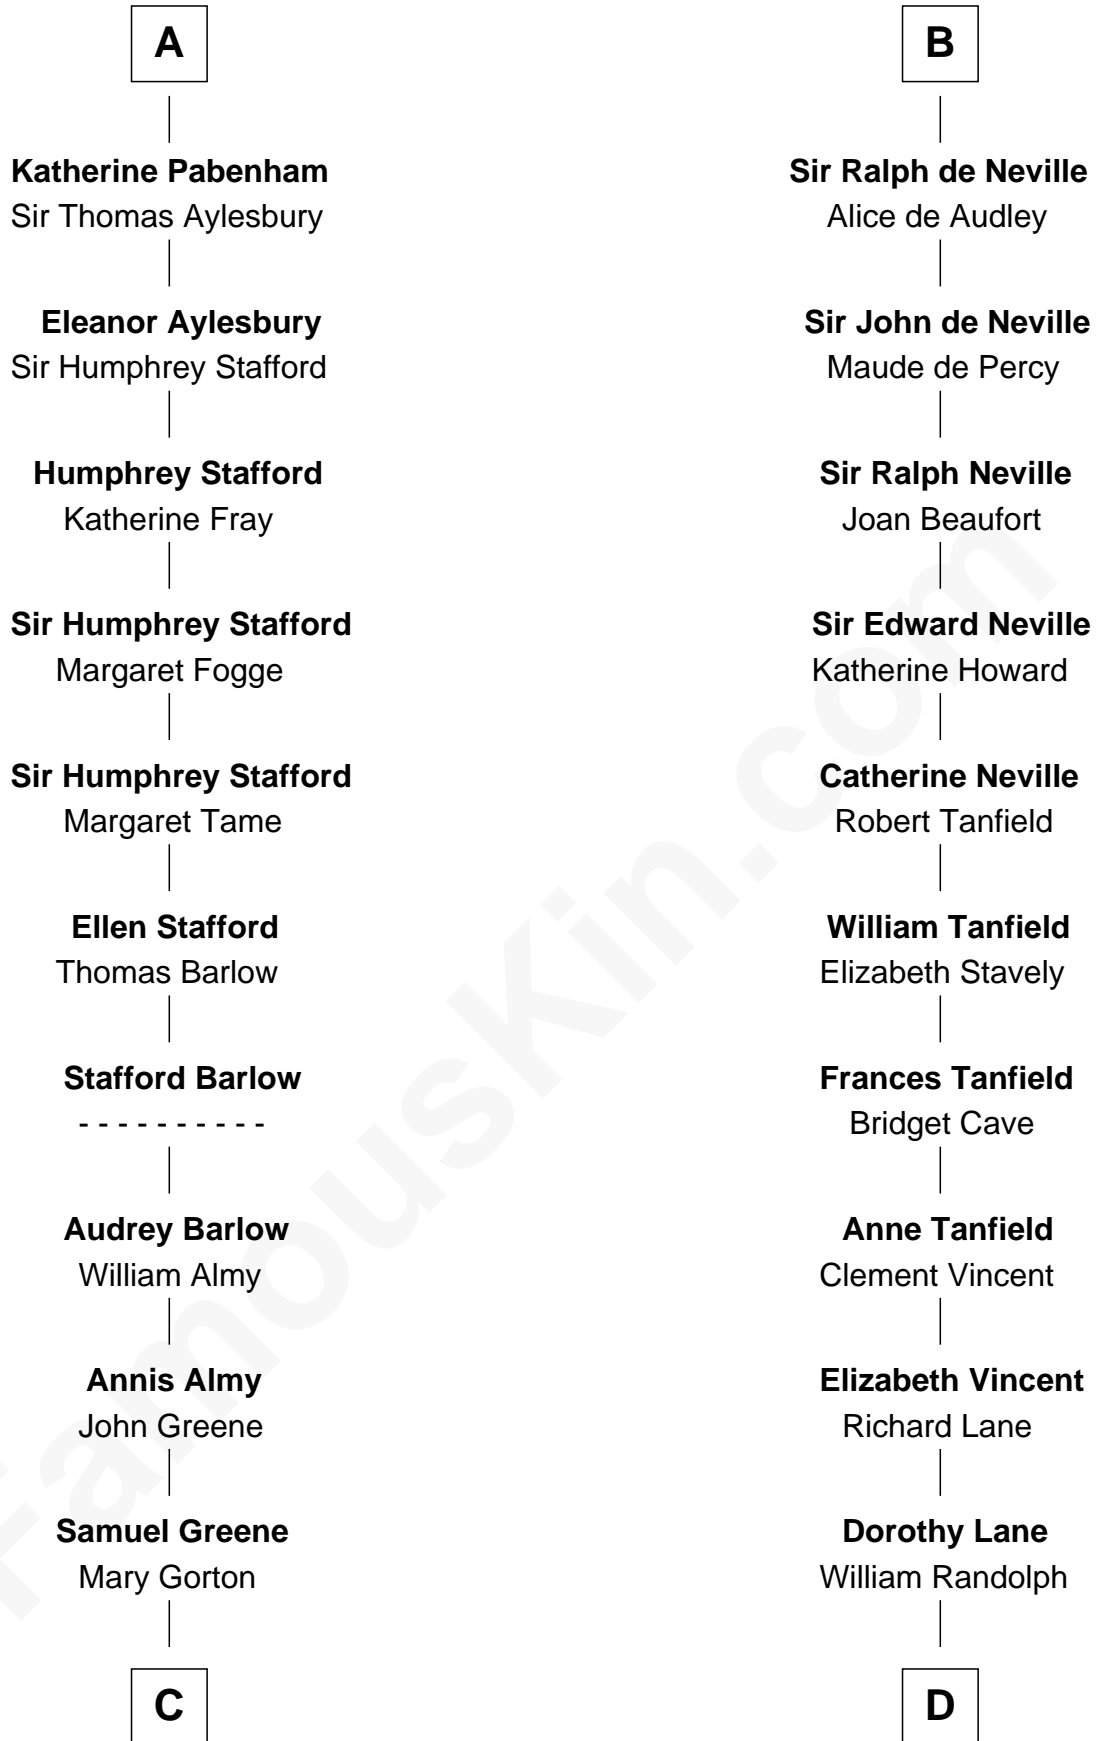 A
Katherine Pabenham
Sir Thomas Aylesbury
Eleanor Aylesbury
Sir Humphrey Stafford
Humphrey Stafford
Katherine Fray
Sir Humphrey Stafford
Margaret Fogge
Sir Humphrey Stafford
Margaret Tame
Ellen Stafford
Thomas Barlow
Stafford Barlow
- - - - - - - - - -
Audrey Barlow
William Almy
Annis Almy
John Greene
Samuel Greene
Mary Gorton
C
B
Sir Ralph de Neville
Alice de Audley
Sir John de Neville
Maude de Percy
Sir Ralph Neville
Joan Beaufort
Sir Edward Neville
Katherine Howard
Catherine Neville
Robert Tanfield
William Tanfield
Elizabeth Stavely
Frances Tanfield
Bridget Cave
Anne Tanfield
Clement Vincent
Elizabeth Vincent
Richard Lane
Dorothy Lane
William Randolph
D
FamousKin.com